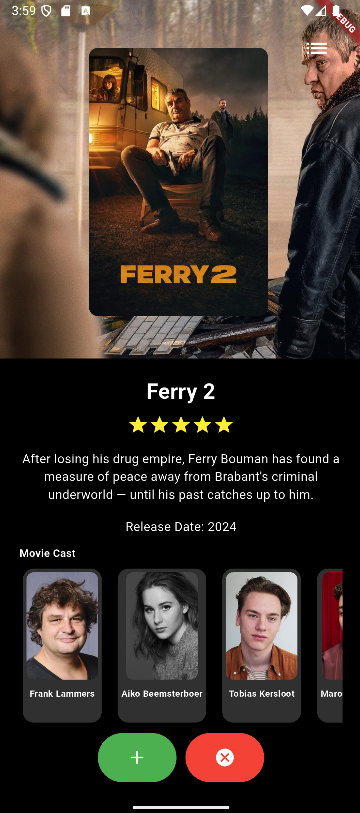 3:59
DEBUG
FERRY 2
Ferry 2
After losing his drug empire, Ferry Bouman has found a
measure of peace away from Brabant's criminal
underworld — until his past catches up to him.
Release Date: 2024
Movie Cast
Frank Lammers
Aiko Beemsterboer
Tobias Kersloot
Maro